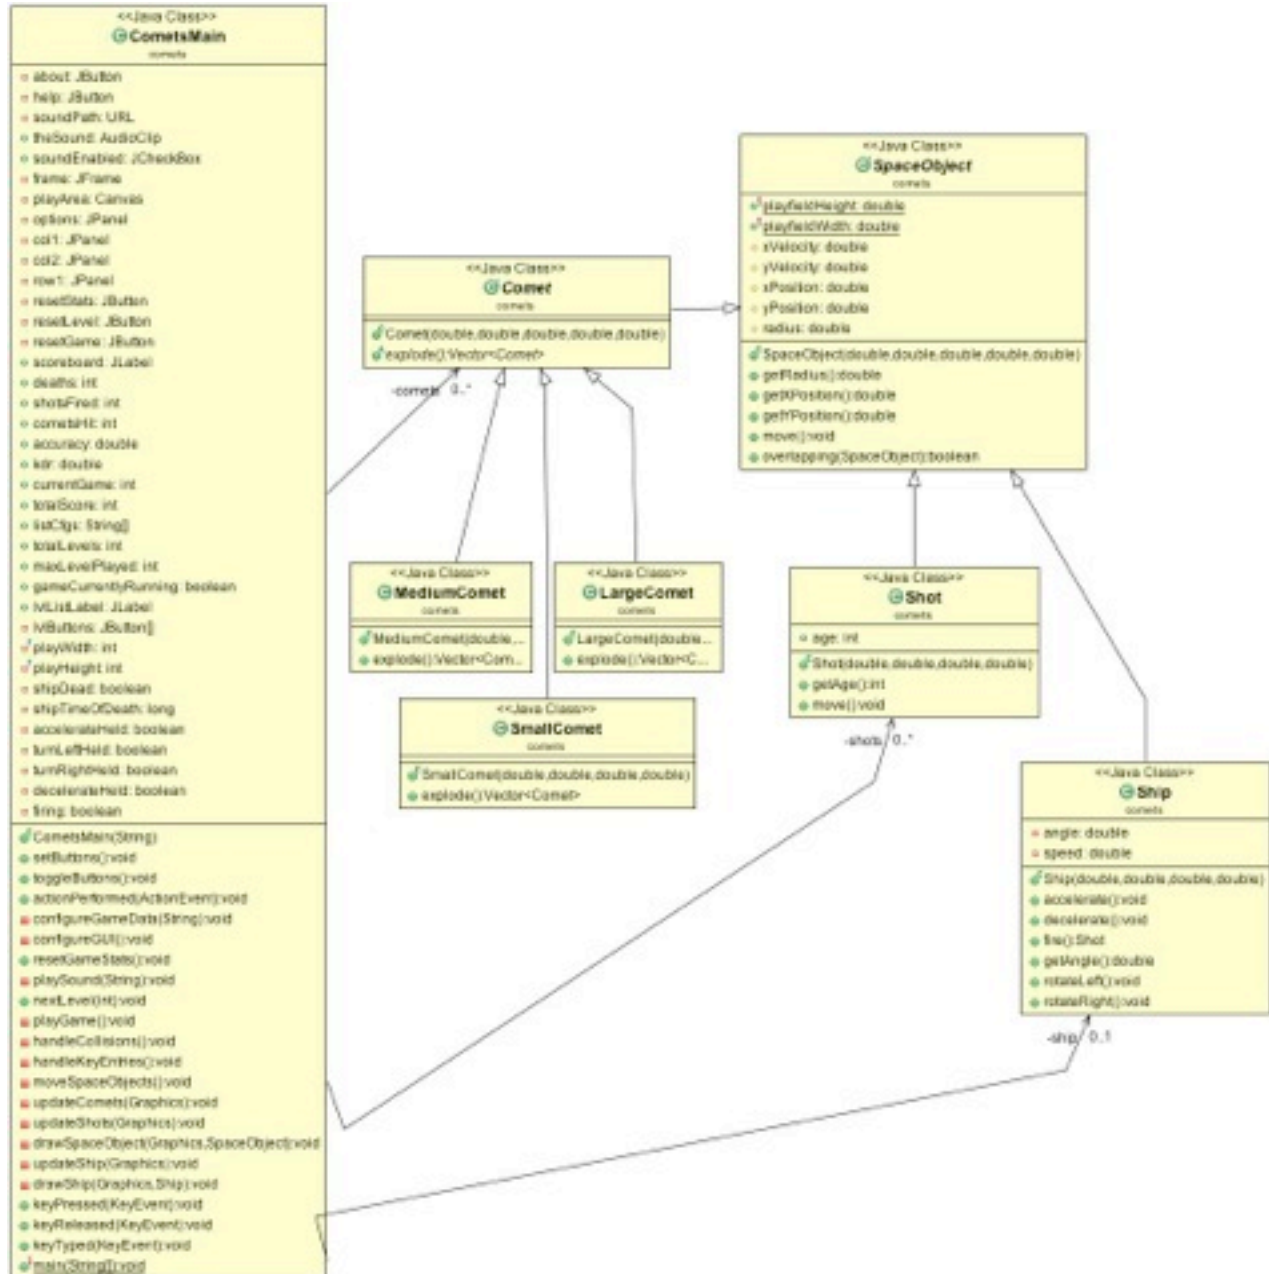 <<Java Class>>
CometsMain
comets
about: JButton
help: JButton
soundPath: URL
theSound: AudioClip
soundEnabled: JCheckBox
frame: JFrame
playArea: Canvas
options: JPanel
col1: JPanel
col2: JPanel
row1: JPanel
resetStats: JButton
resetLevel: JButton
resetGame: JButton
scoreboard: JLabel
deaths: int
shotsFired: int
cometsHit: int
accuracy: double
kdr: double
currentGame: int
totalScore: int
listCfgs: String[]
totalLevels: int
maxLevelPlayed: int
gameCurrentlyRunning: boolean
lvlListLabel: JLabel
lvlButtons: JButton[]
playWidth: int
playHeight: int
shipDead: boolean
shipTimeOfDeath: long
accelerateHeld: boolean
turnLeftHeld: boolean
turnRightHeld: boolean
decelerateHeld: boolean
firing: boolean
CometsMain(String)
setButtons():void
toggleButtons():void
actionPerformed(ActionEvent):void
configureGameData(String):void
configureGUI():void
resetGameStats():void
playSound(String):void
nextLevel(int):void
playGame():void
handleCollisions():void
handleKeyEntries():void
moveSpaceObjects():void
updateComets(Graphics):void
updateShots(Graphics):void
drawSpaceObject(Graphics,SpaceObject):void
updateShip(Graphics):void
drawShip(Graphics,Ship):void
keyPressed(KeyEvent):void
keyReleased(KeyEvent):void
keyTyped(KeyEvent):void
main(String[]):void
<<Java Class>>
Comet
comets
Comet(double,double,double,double,double)
explode():Vector<Comet>
-comets 0..*
<<Java Class>>
SpaceObject
comets
playfieldHeight: double
playfieldWidth: double
xVelocity: double
yVelocity: double
xPosition: double
yPosition: double
radius: double
SpaceObject(double,double,double,double,double)
getRadius():double
getXPosition():double
getYPosition():double
move():void
overlapping(SpaceObject):boolean
<<Java Class>>
MediumComet
comets
MediumComet(double,...
explode():Vector<Com...
<<Java Class>>
LargeComet
comets
LargeComet(double...
explode():Vector<C...
<<Java Class>>
SmallComet
comets
SmallComet(double,double,double,double)
explode():Vector<Comet>
<<Java Class>>
Shot
comets
age: int
Shot(double,double,double,double)
getAge():int
move():void
-shots 0..*
<<Java Class>>
Ship
comets
angle: double
speed: double
Ship(double,double,double,double)
accelerate():void
decelerate():void
fire():Shot
getAngle():double
rotateLeft():void
rotateRight():void
-ship 0..1